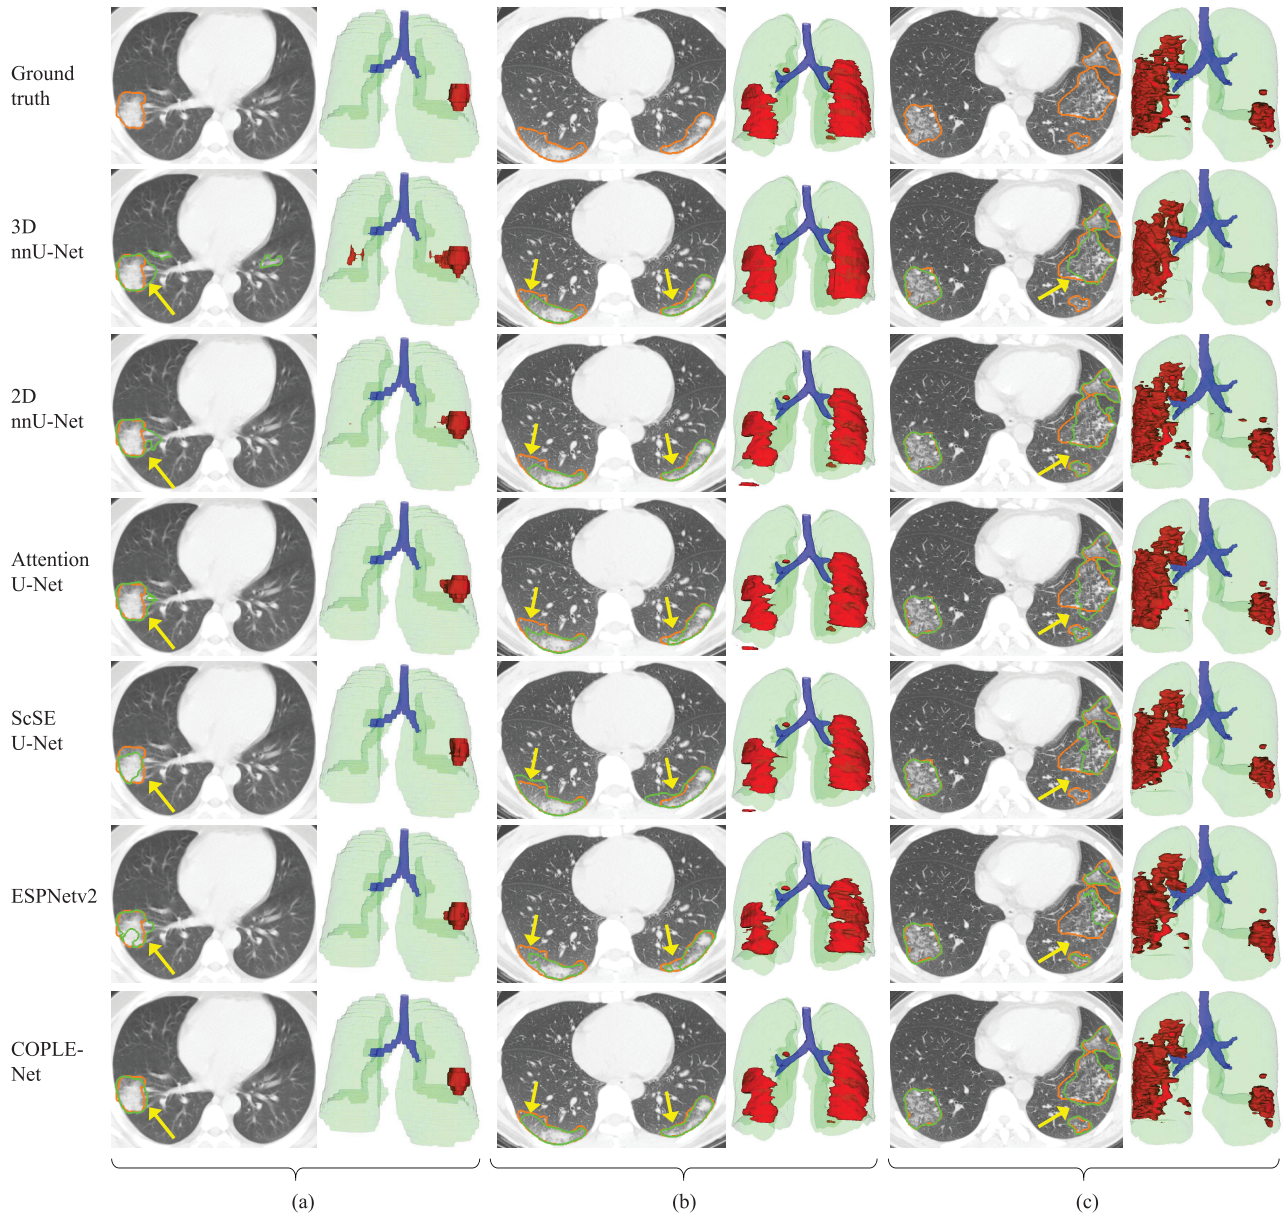 Ground
truth
3D
nnU-Net
2D
nnU-Net
Attention
U-Net
ScSE
U-Net
ESPNetv2
COPLE-
Net
(a)
(b)
(c)